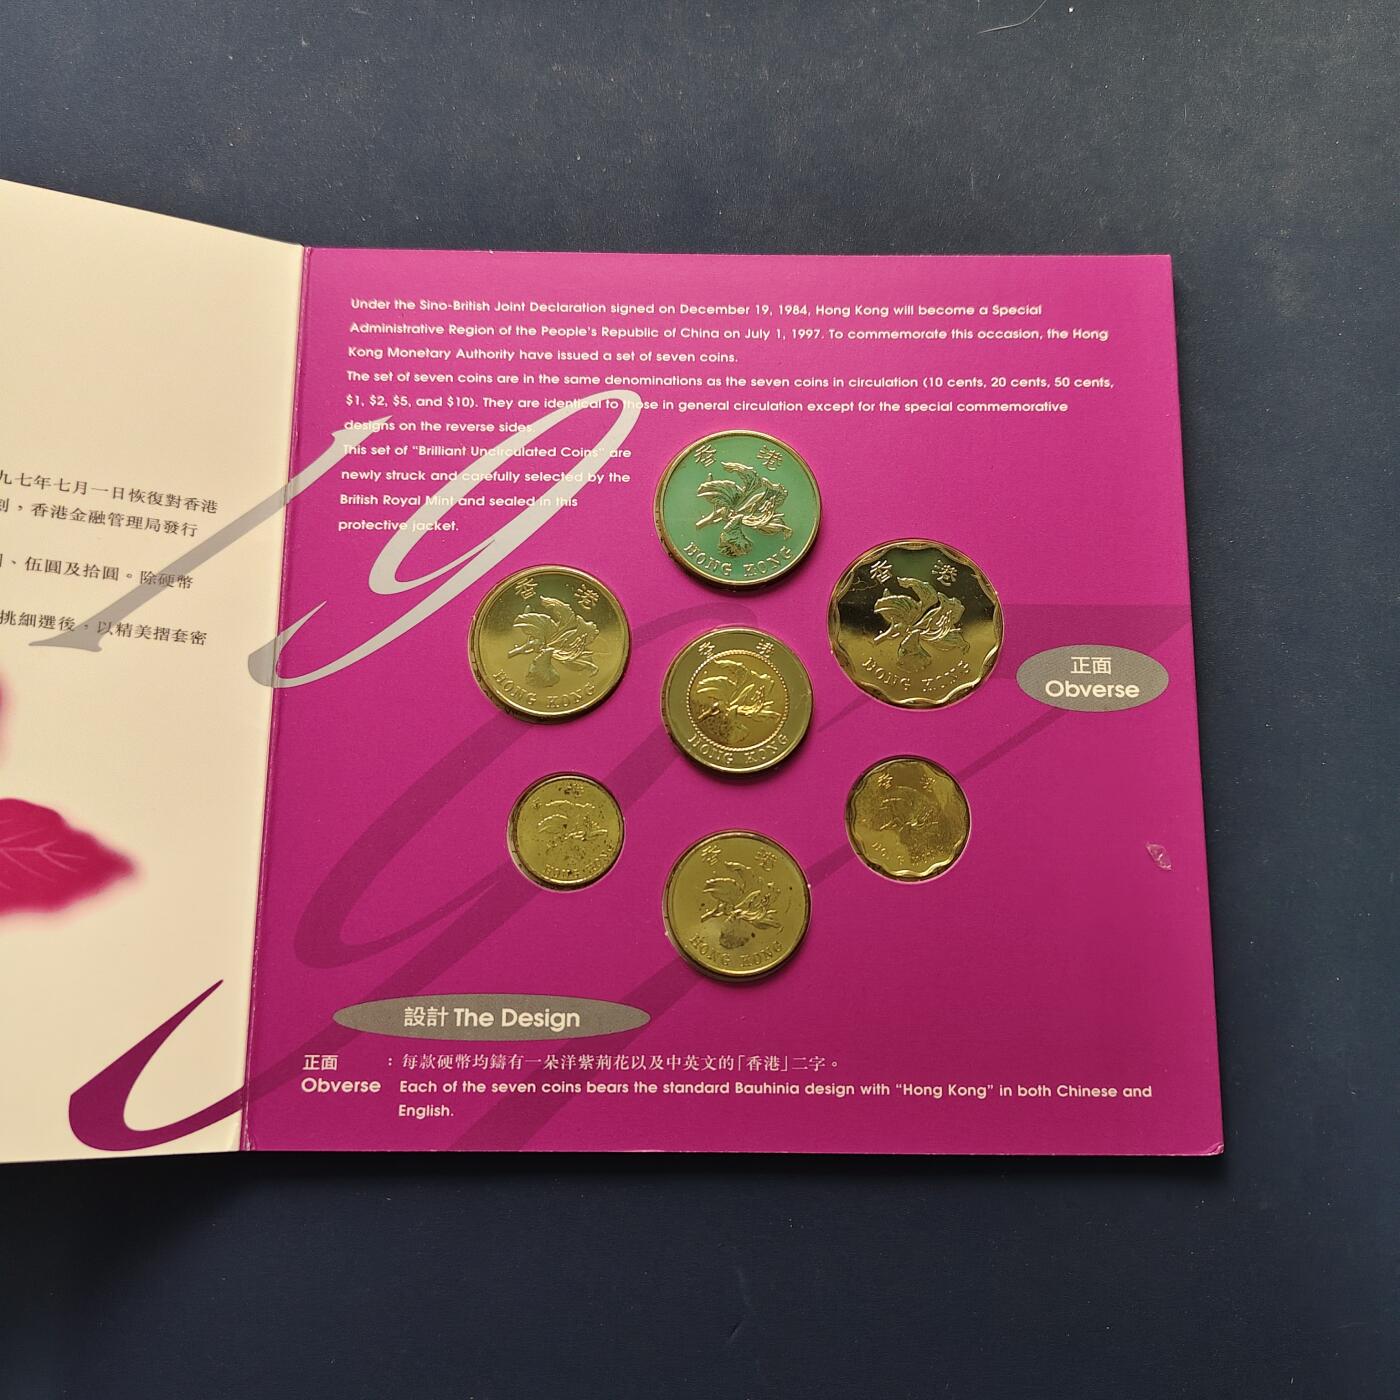 九七年七月一日恢復對香港
刻，香港金融管理局發行
、伍圓及拾圓。除硬幣
挑細選後，以精美摺套密
Under the Sino-British Joint Declaration signed on December 19, 1984, Hong Kong will become a Special
Administrative Region of the People's Republic of China on July 1, 1997. To commemorate this occasion, the Hong
Kong Monetary Authority have issued a set of seven coins.
The set of seven coins are in the same denominations as the seven coins in circulation (10 cents, 20 cents, 50 cents,
$1, $2, $5, and $10). They are identical to those in general circulation except for the special commemorative
designs on the reverse sides.
This set of "Brilliant Uncirculated Coins" are
newly struck and carefully selected by the
British Royal Mint and sealed in this
protective jacket.
香港
HONG KONG
香港
HONG KONG
香港
HONG KONG
香港
HONG KONG
正面
Obverse
香港
HONG KONG
香港
HONG KONG
香港
HONG KONG
設計 The Design
正面 ：每款硬幣均鑄有一朵洋紫荊花以及中英文的「香港」二字。
Obverse Each of the seven coins bears the standard Bauhinia design with "Hong Kong" in both Chinese and
English.